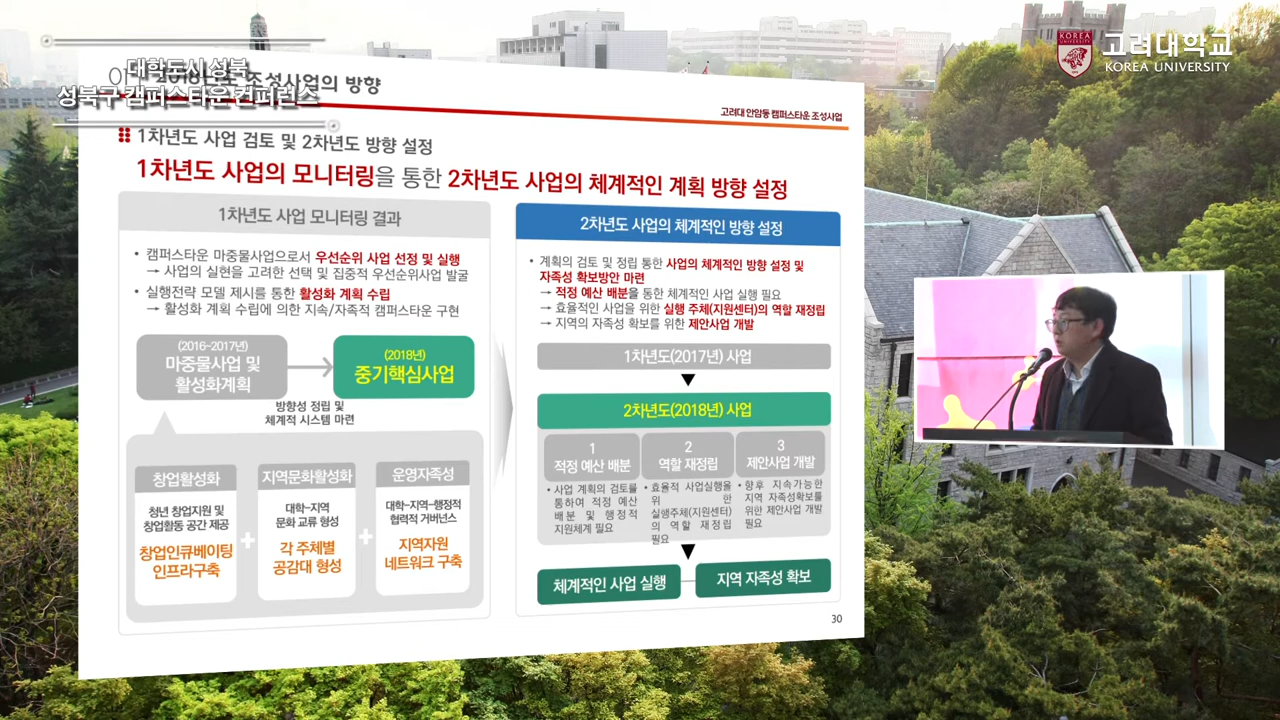 대학도시 성북
성북구 캠퍼스타운 컨퍼런스
조성사업의 방향
KOREA
UNIVERSITY
고려대학교
KOREA UNIVERSITY
고려대 안암동 캠퍼스타운 조성사업
1차년도 사업 검토 및 2차년도 방향 설정
1차년도 사업의 모니터링을 통한 2차년도 사업의 체계적인 계획 방향 설정
1차년도 사업 모니터링 결과
• 캠퍼스타운 마중물사업으로서 우선순위 사업 선정 및 실행
→ 사업의 실현을 고려한 선택 및 집중적 우선순위사업 발굴
• 실행전략 모델 제시를 통한 활성화 계획 수립
→ 활성화 계획 수립에 의한 지속/자족적 캠퍼스타운 구현
(2016-2017년)
마중물사업 및
활성화계획
(2018년)
중기핵심사업
방향성 정립 및
체계적 시스템 마련
창업활성화
청년 창업지원 및
창업활동 공간 제공
창업인큐베이팅
인프라구축
+
지역문화활성화
대학-지역
문화 교류 형성
각 주체별
공감대 형성
+
운영자족성
대학-지역-행정적
협력적 거버넌스
지역자원
네트워크 구축
2차년도 사업의 체계적인 방향 설정
• 계획의 검토 및 정립 통한 사업의 체계적인 방향 설정 및
자족성 확보방안 마련
→ 적정 예산 배분을 통한 체계적인 사업 실행 필요
→ 효율적인 사업을 위한 실행 주체(지원센터)의 역할 재정립
→ 지역의 자족성 확보를 위한 제안사업 개발
1차년도(2017년) 사업
2차년도(2018년) 사업
1
적정 예산 배분
• 사업 계획의 검토를
통하여 적정 예산
배분 및 행정적
지원체계 필요
2
역할 재정립
• 효율적 사업실행을
위한
실행주체(지원센터)
의 역할 재정립
필요
3
제안사업 개발
• 향후 지속가능한
지역 자족성확보를
위한 제안사업 개발
필요
체계적인 사업 실행
지역 자족성 확보
30